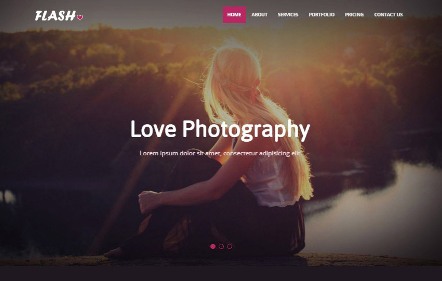 FLASH
HOME ABOUT SERVICES PORTFOLIO PRICING CONTACT US
Love Photography
Lorem ipsum dolor sit amet, consectetur adipisicing elit